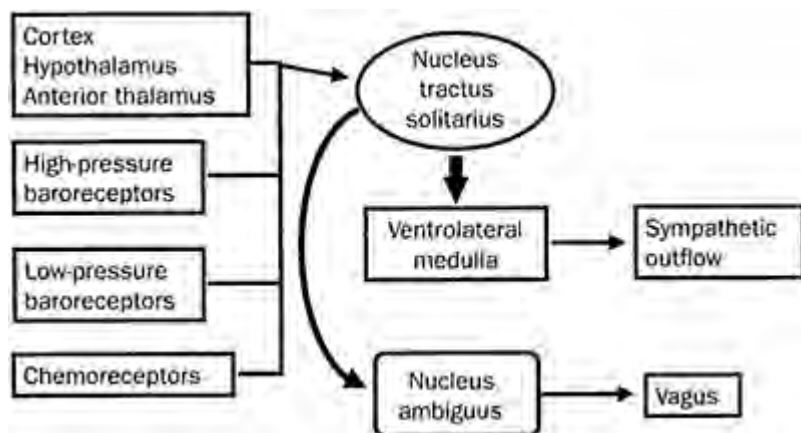 Cortex
Hypothalamus
Anterior thalamus
High-pressure
baroreceptors
Low-pressure
baroreceptors
Chemoreceptors
Nucleus
tractus
solitarius
Ventrolateral
medulla
Sympathetic
outflow
Nucleus
ambiguus
Vagus